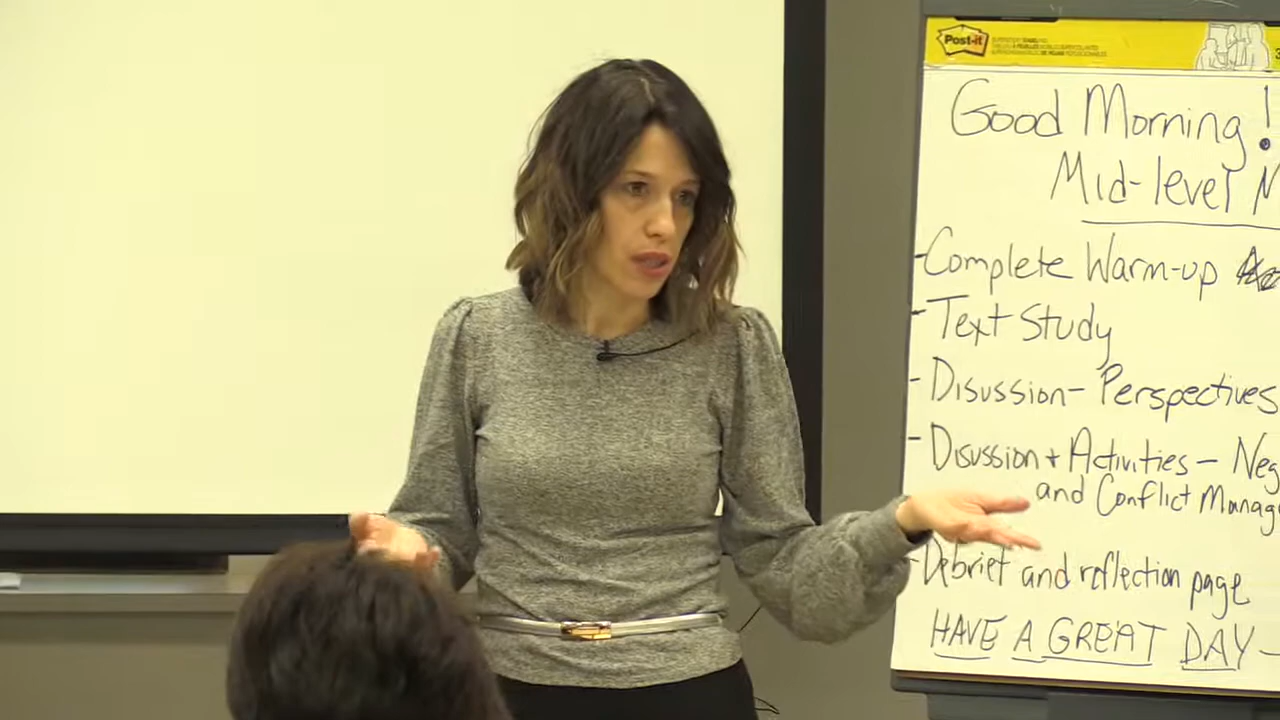 Post-it
Good Morning!
Mid-level
- Complete Warm-up
- Text Study
- Disussion - Perspectives
- Disussion + Activities -
and Conflict
- Debrief and reflection page
HAVE A GREAT DAY -